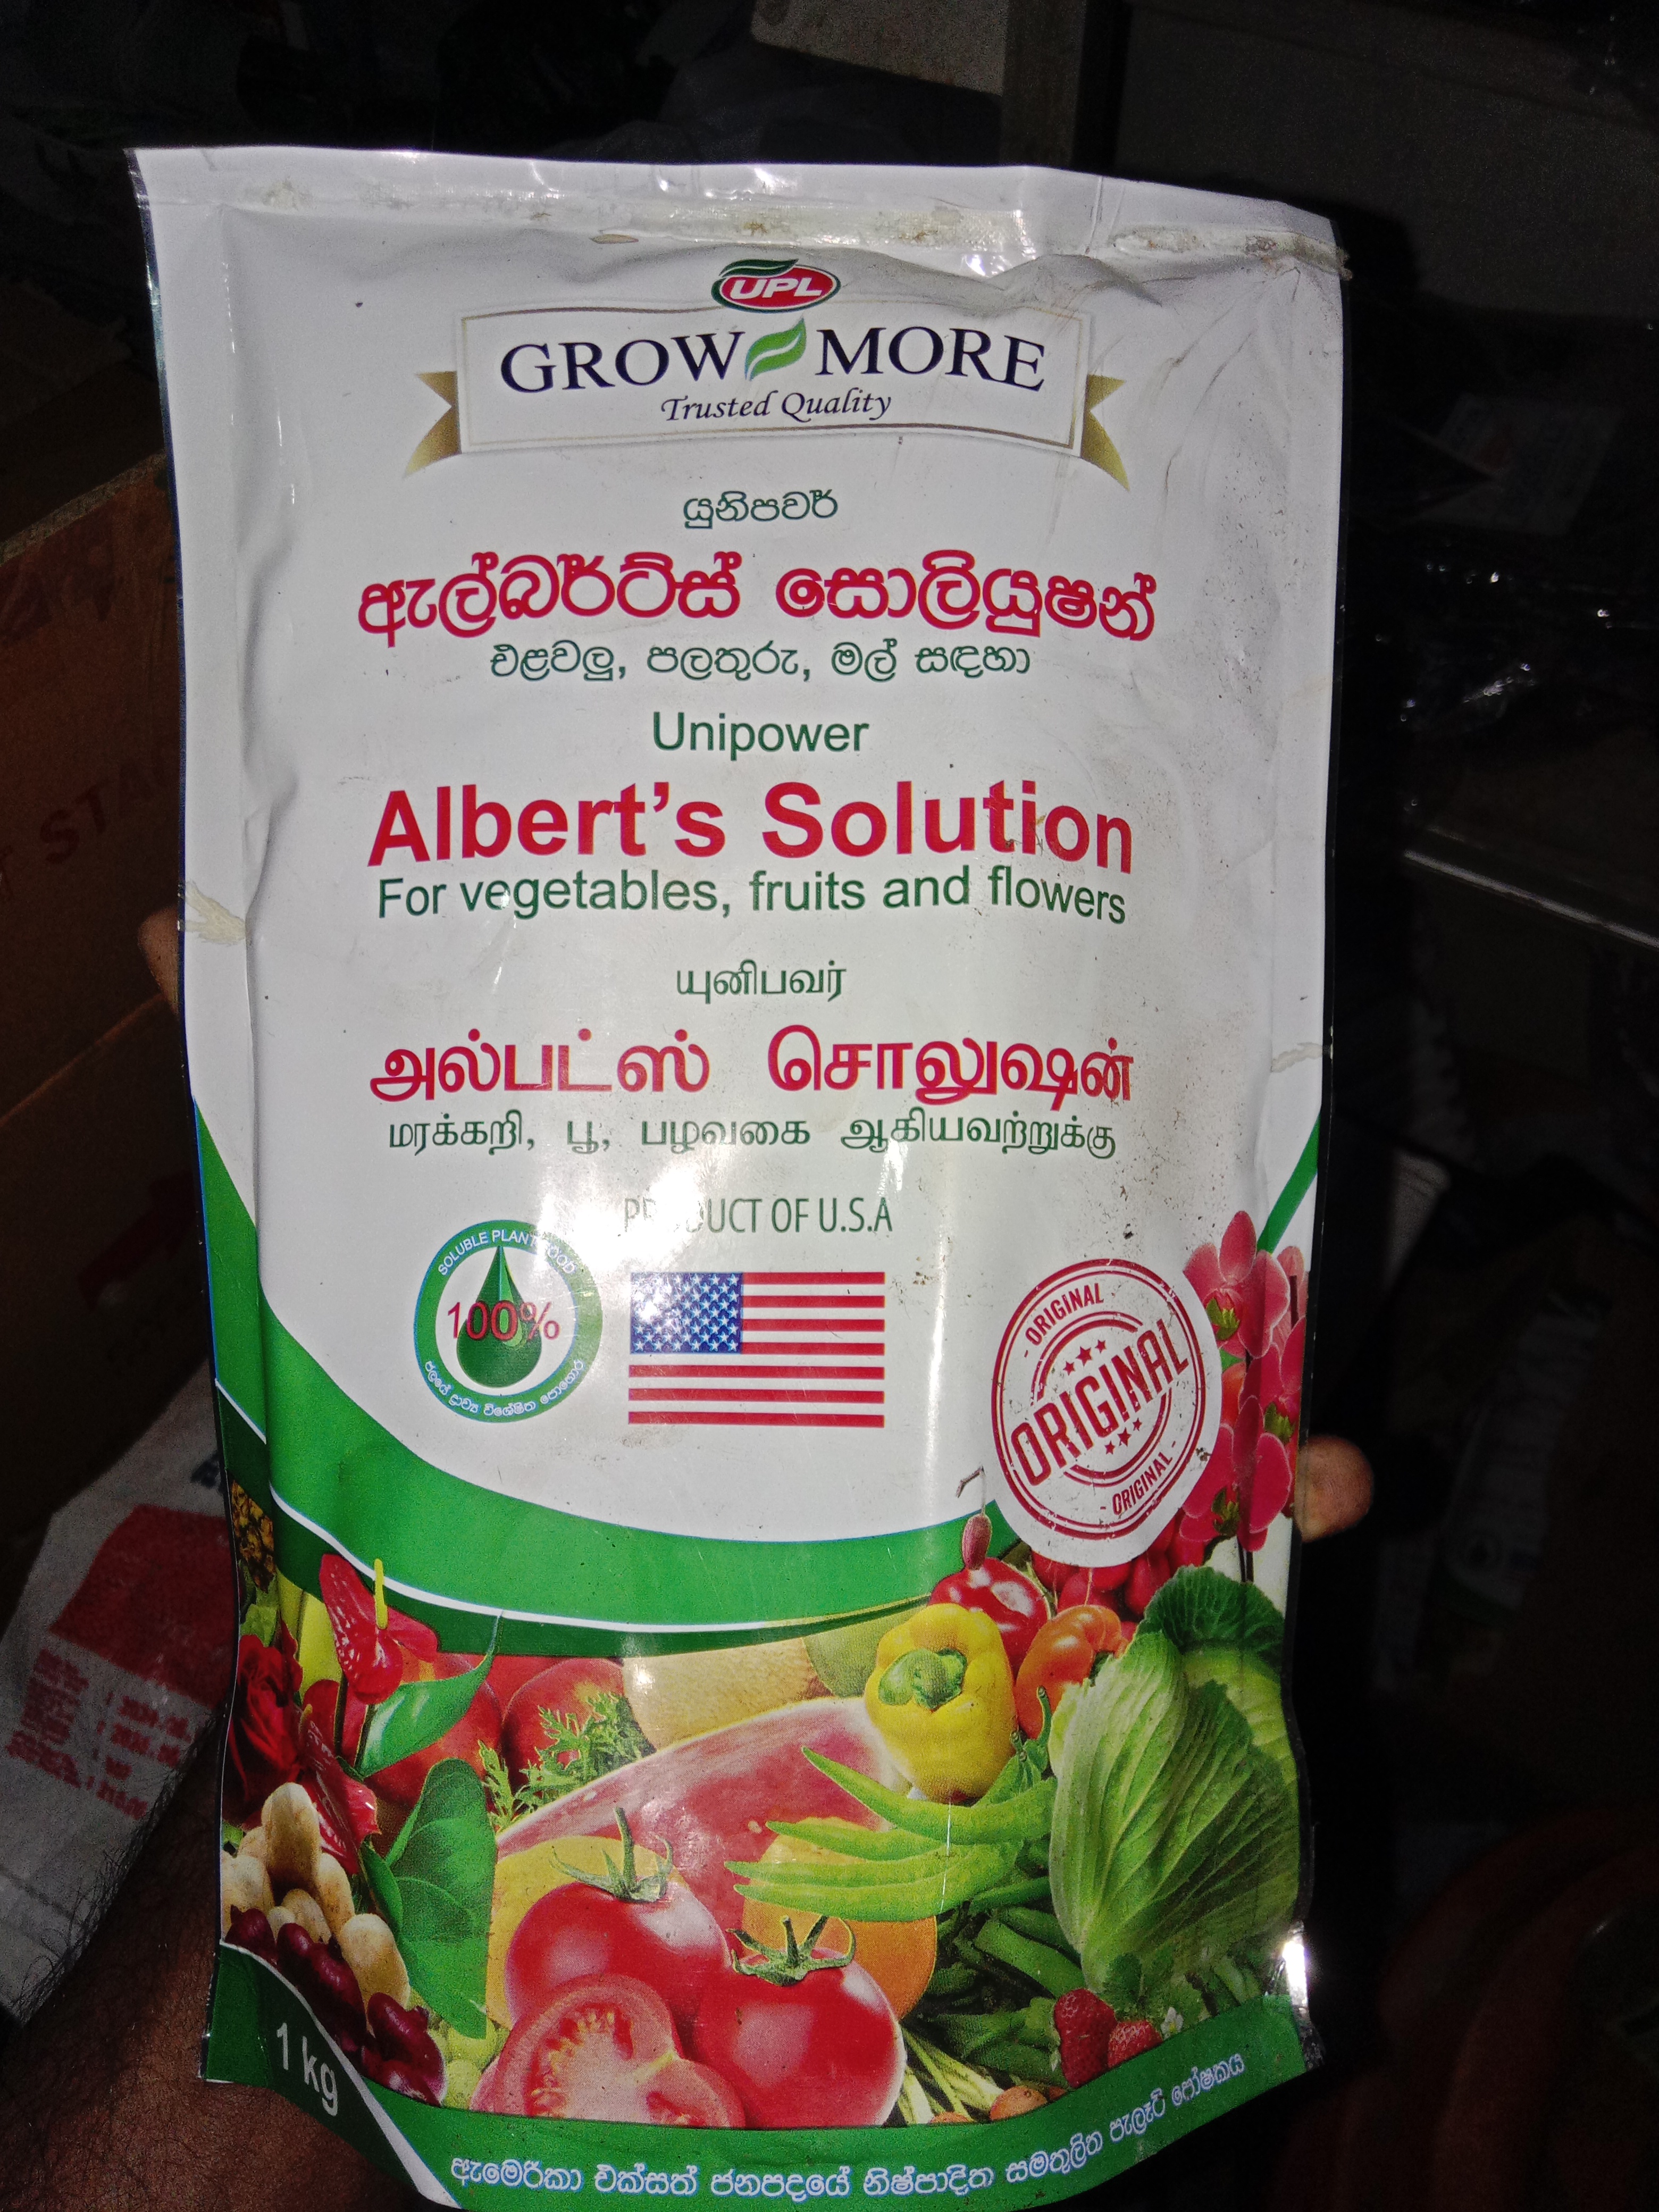 UPL
GROW MORE
Trusted Quality
යුනිපවර්
ඇල්බර්ට්ස් සොලියුෂන්
එළවලු, පලතුරු, මල් සඳහා
Unipower
Albert's Solution
For vegetables, fruits and flowers
யுனிபவர்
அல்பட்ஸ் சொலுஷன்
மரக்கறி, பூ, பழவகை ஆகியவற்றுக்கு
PRODUCT OF U.S.A
SOLUBLE PLANT FOOD
100%
ජලයේ ද්‍රාව්‍ය විශේෂිත පොහොර
- ORIGINAL -
ORIGINAL
- ORIGINAL -
1 kg
ඇමෙරිකා එක්සත් ජනපදයේ නිෂ්පාදිත සමතුලිත පැලෑටි පෝෂකය